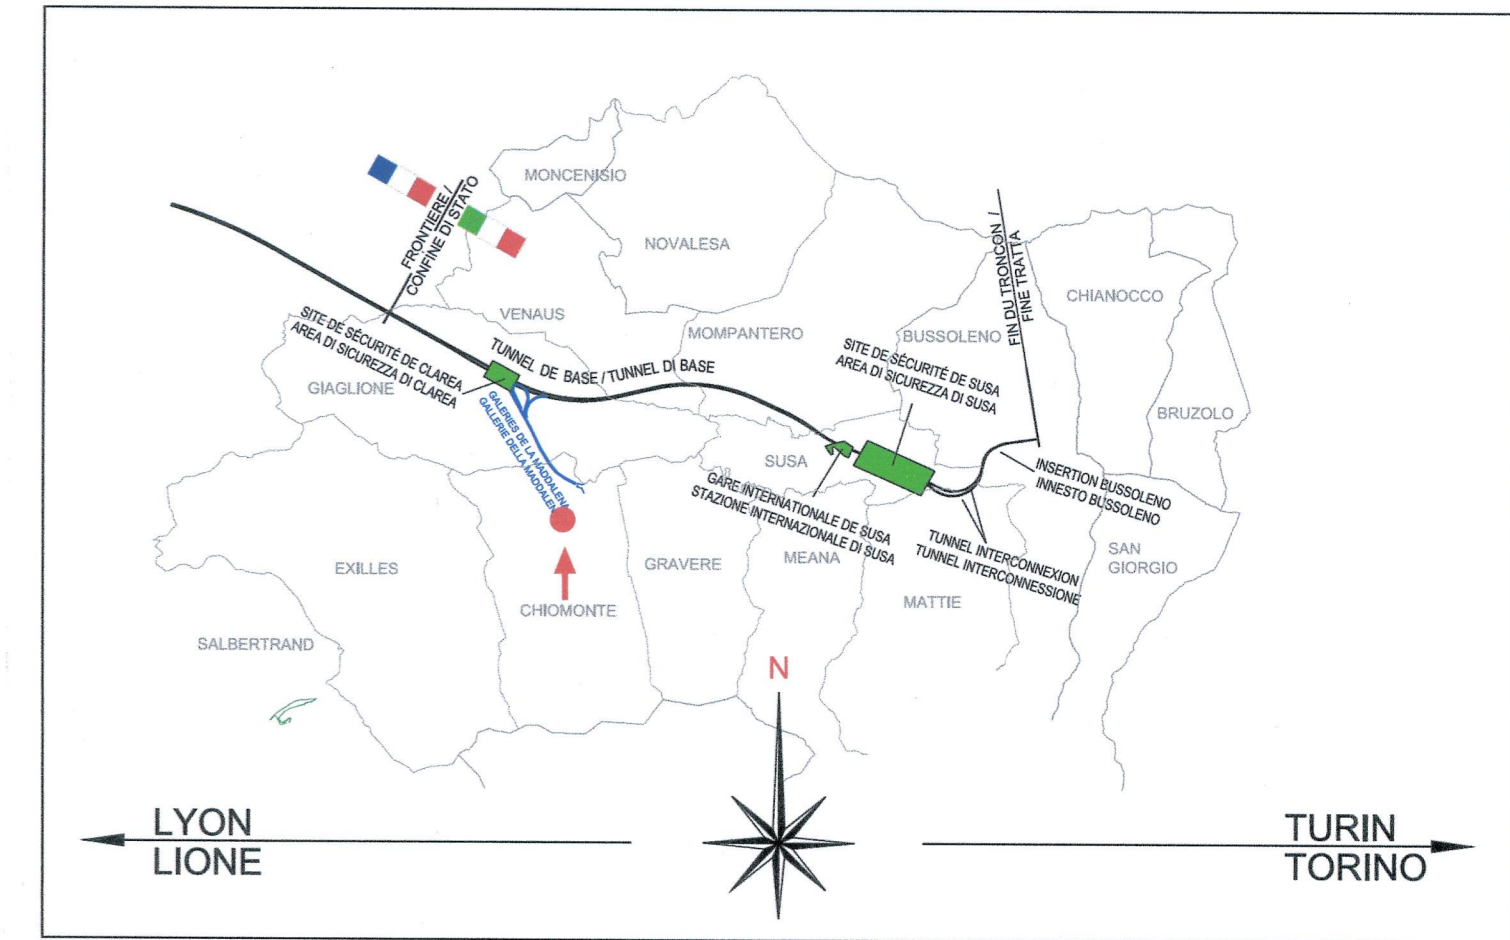 MONCENISIO
FRONTIERE /
CONFINE DI STATO
NOVALESA
FIN DU TRONCON /
FINE TRATTA
CHIANOCCO
VENAUS
MOMPANTERO
BUSSOLENO
SITE DE SÉCURITÉ DE CLAREA
AREA DI SICUREZZA DI CLAREA
TUNNEL DE BASE / TUNNEL DI BASE
SITE DE SÉCURITÉ DE SUSA
AREA DI SICUREZZA DI SUSA
GIAGLIONE
BRUZOLO
GALERIES DE LA MADDALENA
GALLERIE DELLA MADDALEN
SUSA
GARE INTERNATIONALE DE SUSA
STAZIONE INTERNAZIONALE DI SUSA
INSERTION BUSSOLENO
INNESTO BUSSOLENO
TUNNEL INTERCONNEXION
TUNNEL INTERCONNESSIONE
EXILLES
GRAVERE
MEANA
SAN
GIORGIO
CHIOMONTE
MATTIE
SALBERTRAND
N
LYON
LIONE
TURIN
TORINO